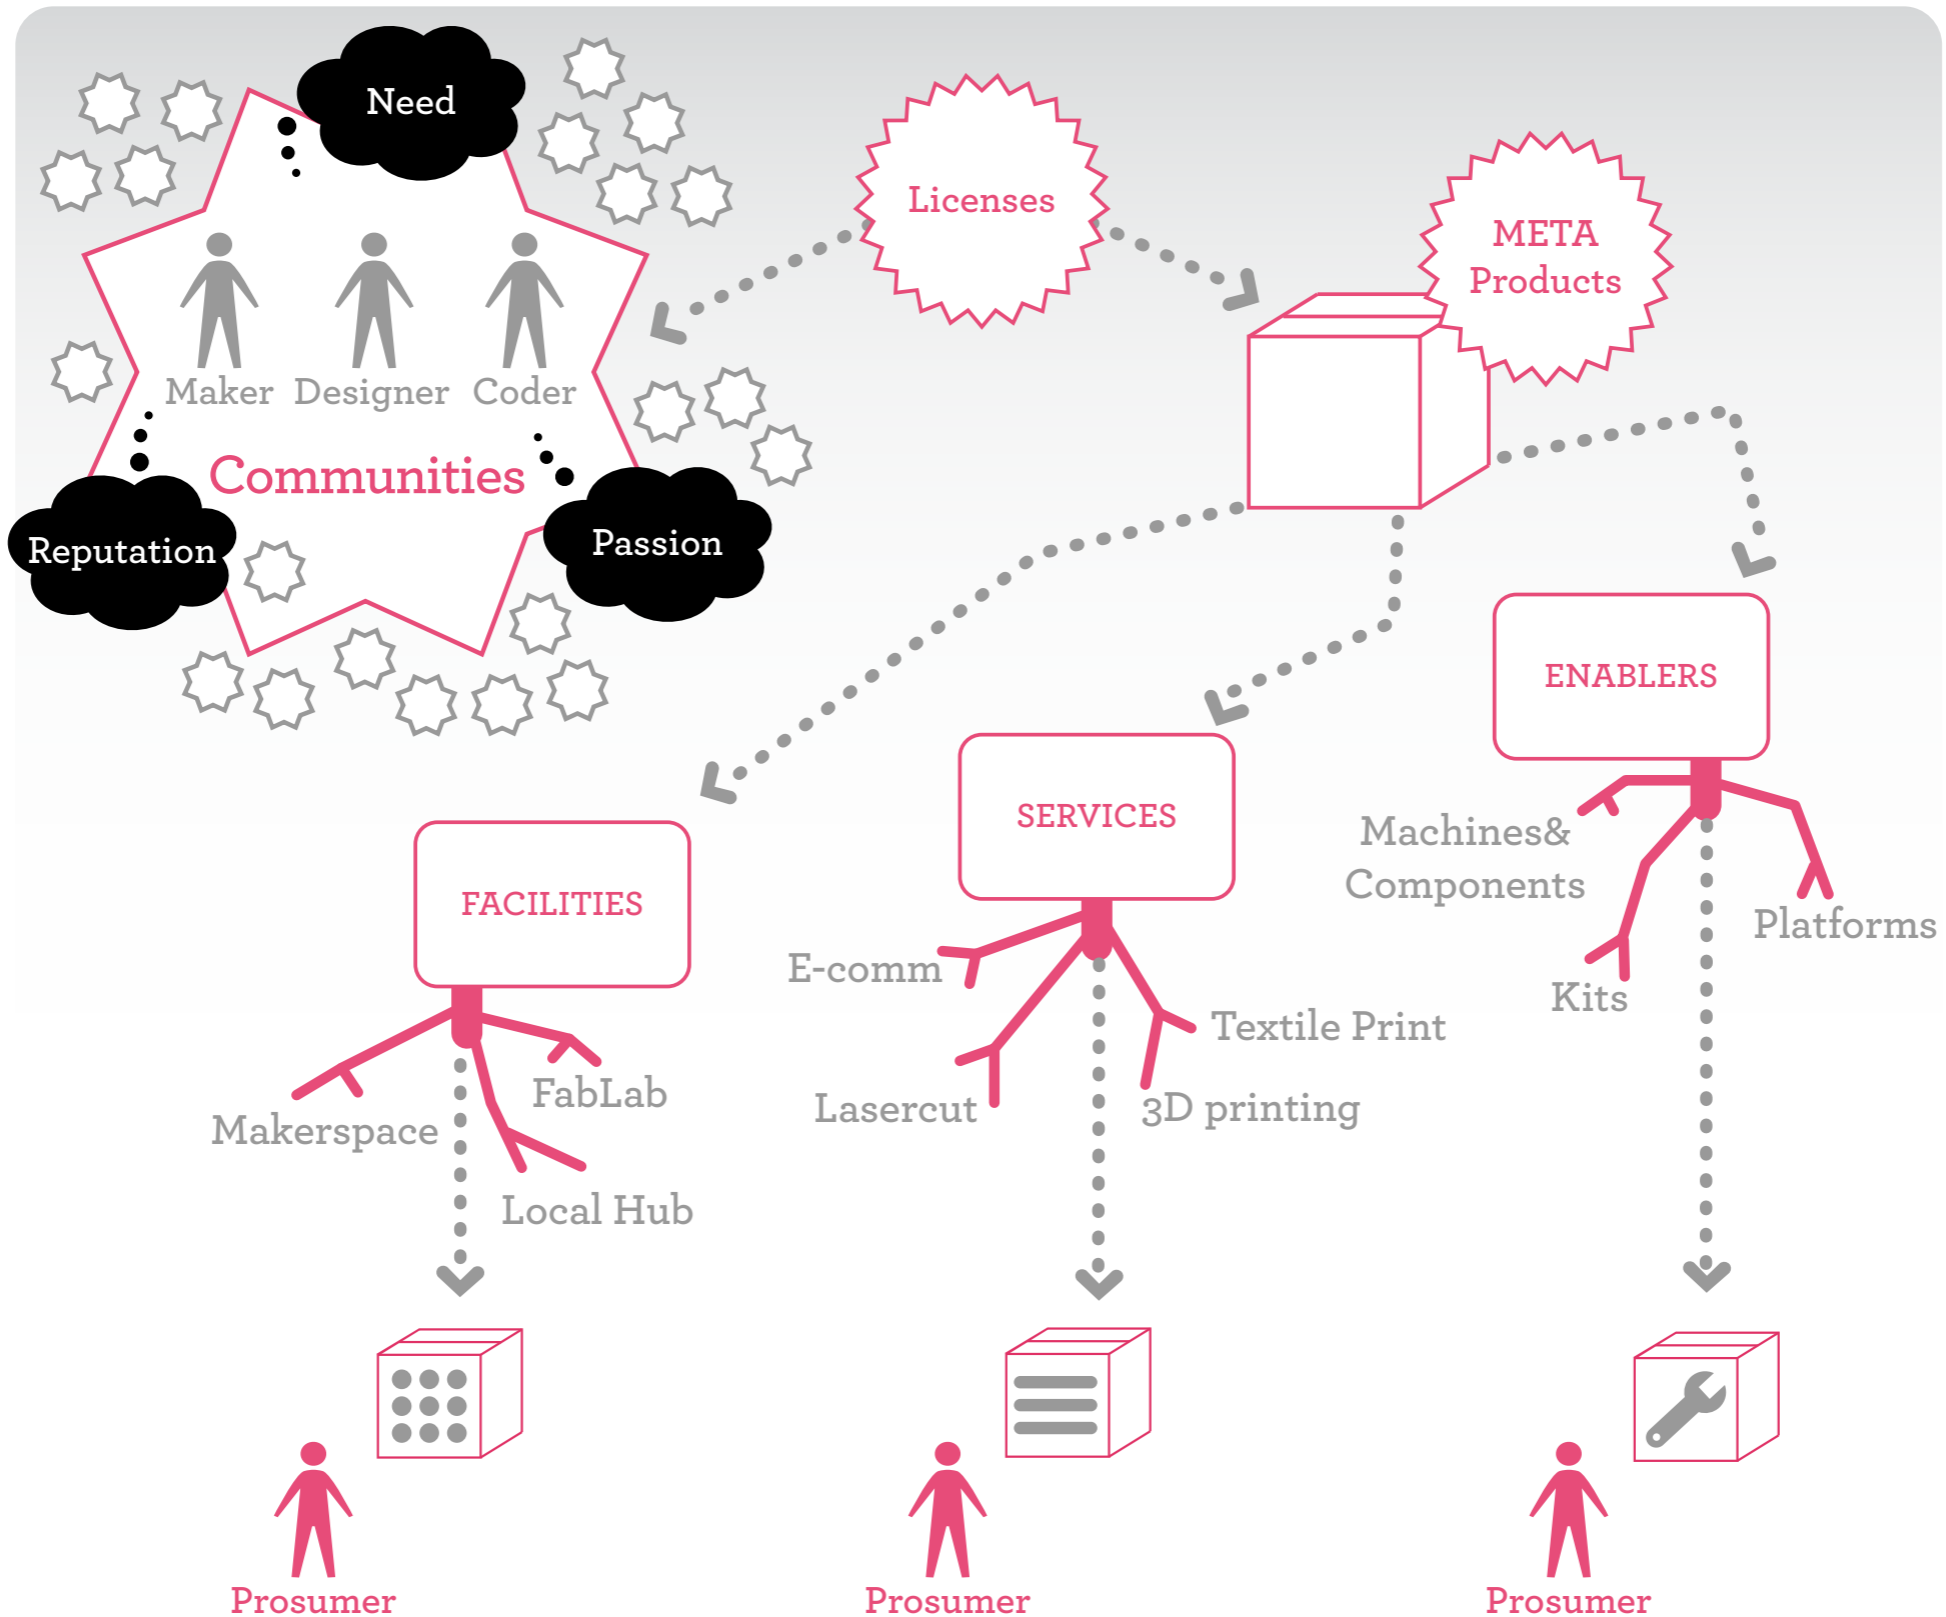 Need
Licenses
META
Products
Maker Designer Coder
Communities
Reputation
Passion
ENABLERS
SERVICES
Machines&
Components
FACILITIES
Platforms
E-comm
Kits
Textile Print
FabLab
Lasercut
3D printing
Makerspace
Local Hub
Prosumer
Prosumer
Prosumer